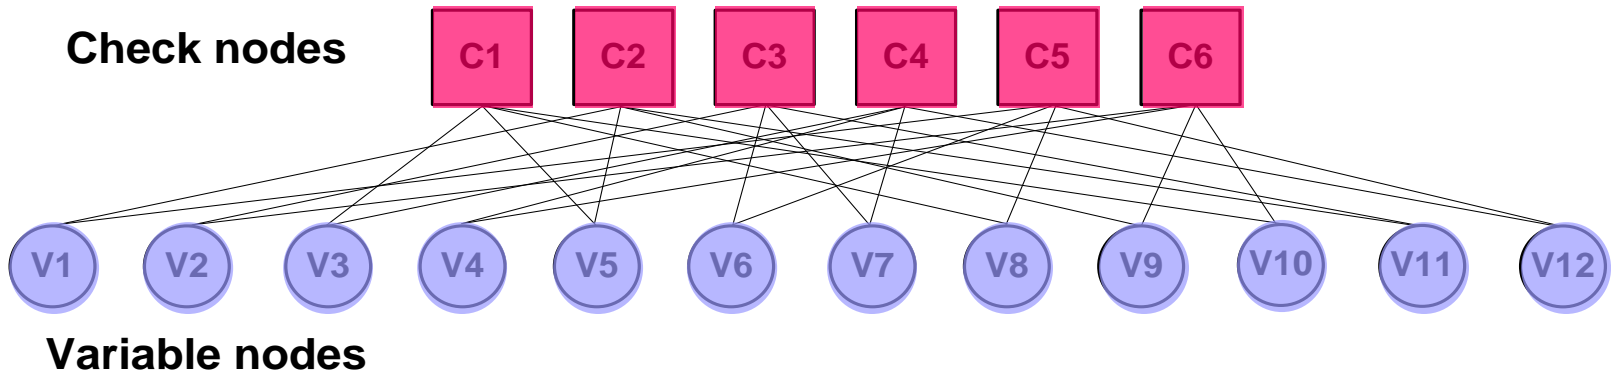 Check nodes
C1 C2 C3 C4 C5 C6
V1 V2 V3 V4 V5 V6 V7 V8 V9 V10 V11 V12
Variable nodes